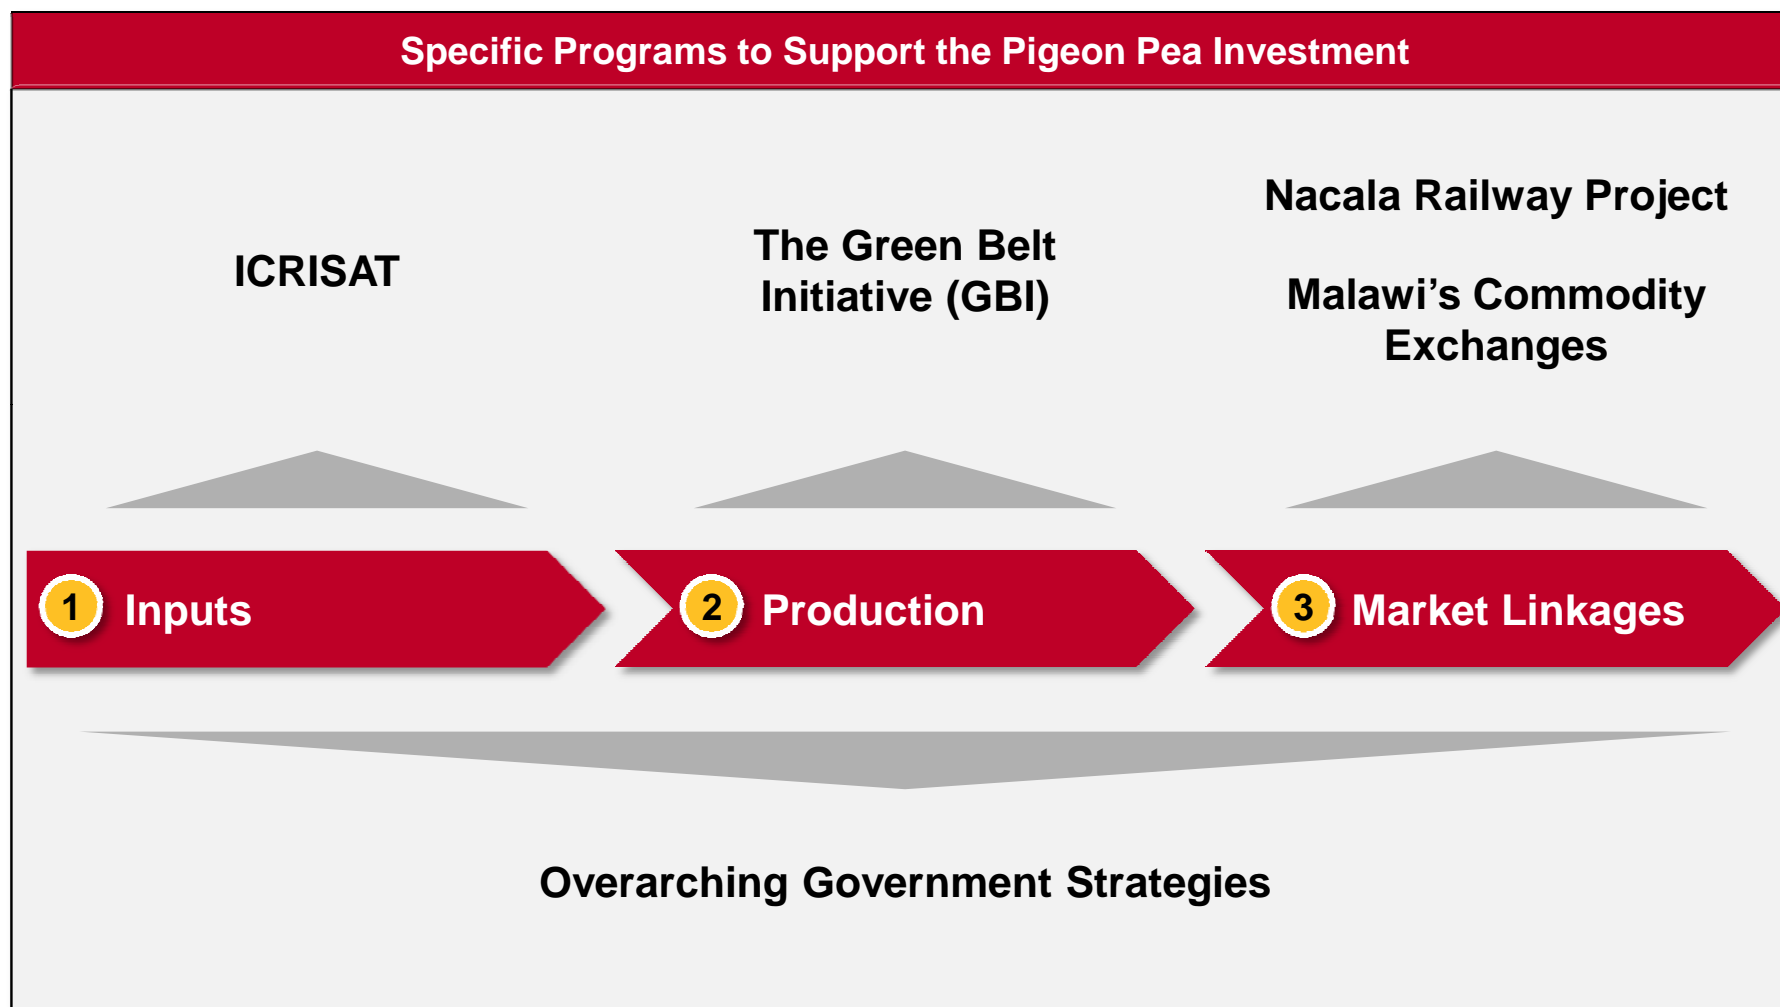 Specific Programs to Support the Pigeon Pea Investment
ICRISAT
The Green Belt
Initiative (GBI)
Nacala Railway Project
Malawi’s Commodity
Exchanges
1 Inputs
2 Production
3 Market Linkages
Overarching Government Strategies